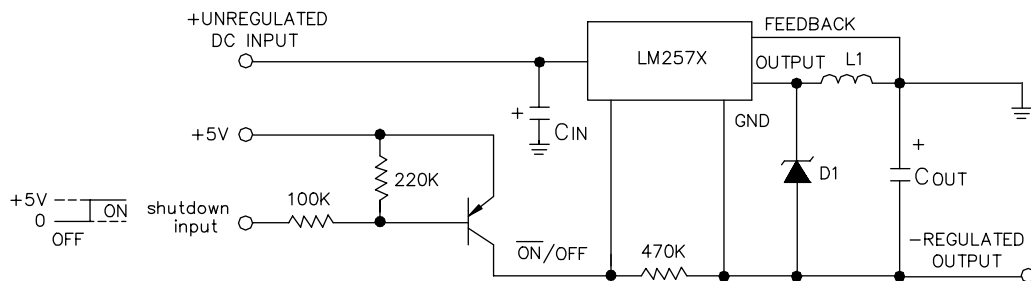 +UNREGULATED
DC INPUT
LM257X
FEEDBACK
OUTPUT
L1
+
CIN
GND
+5V
220K
D1
+
COUT
100K
+5V
0
ON
OFF
shutdown
input
ON/OFF
470K
−REGULATED
OUTPUT